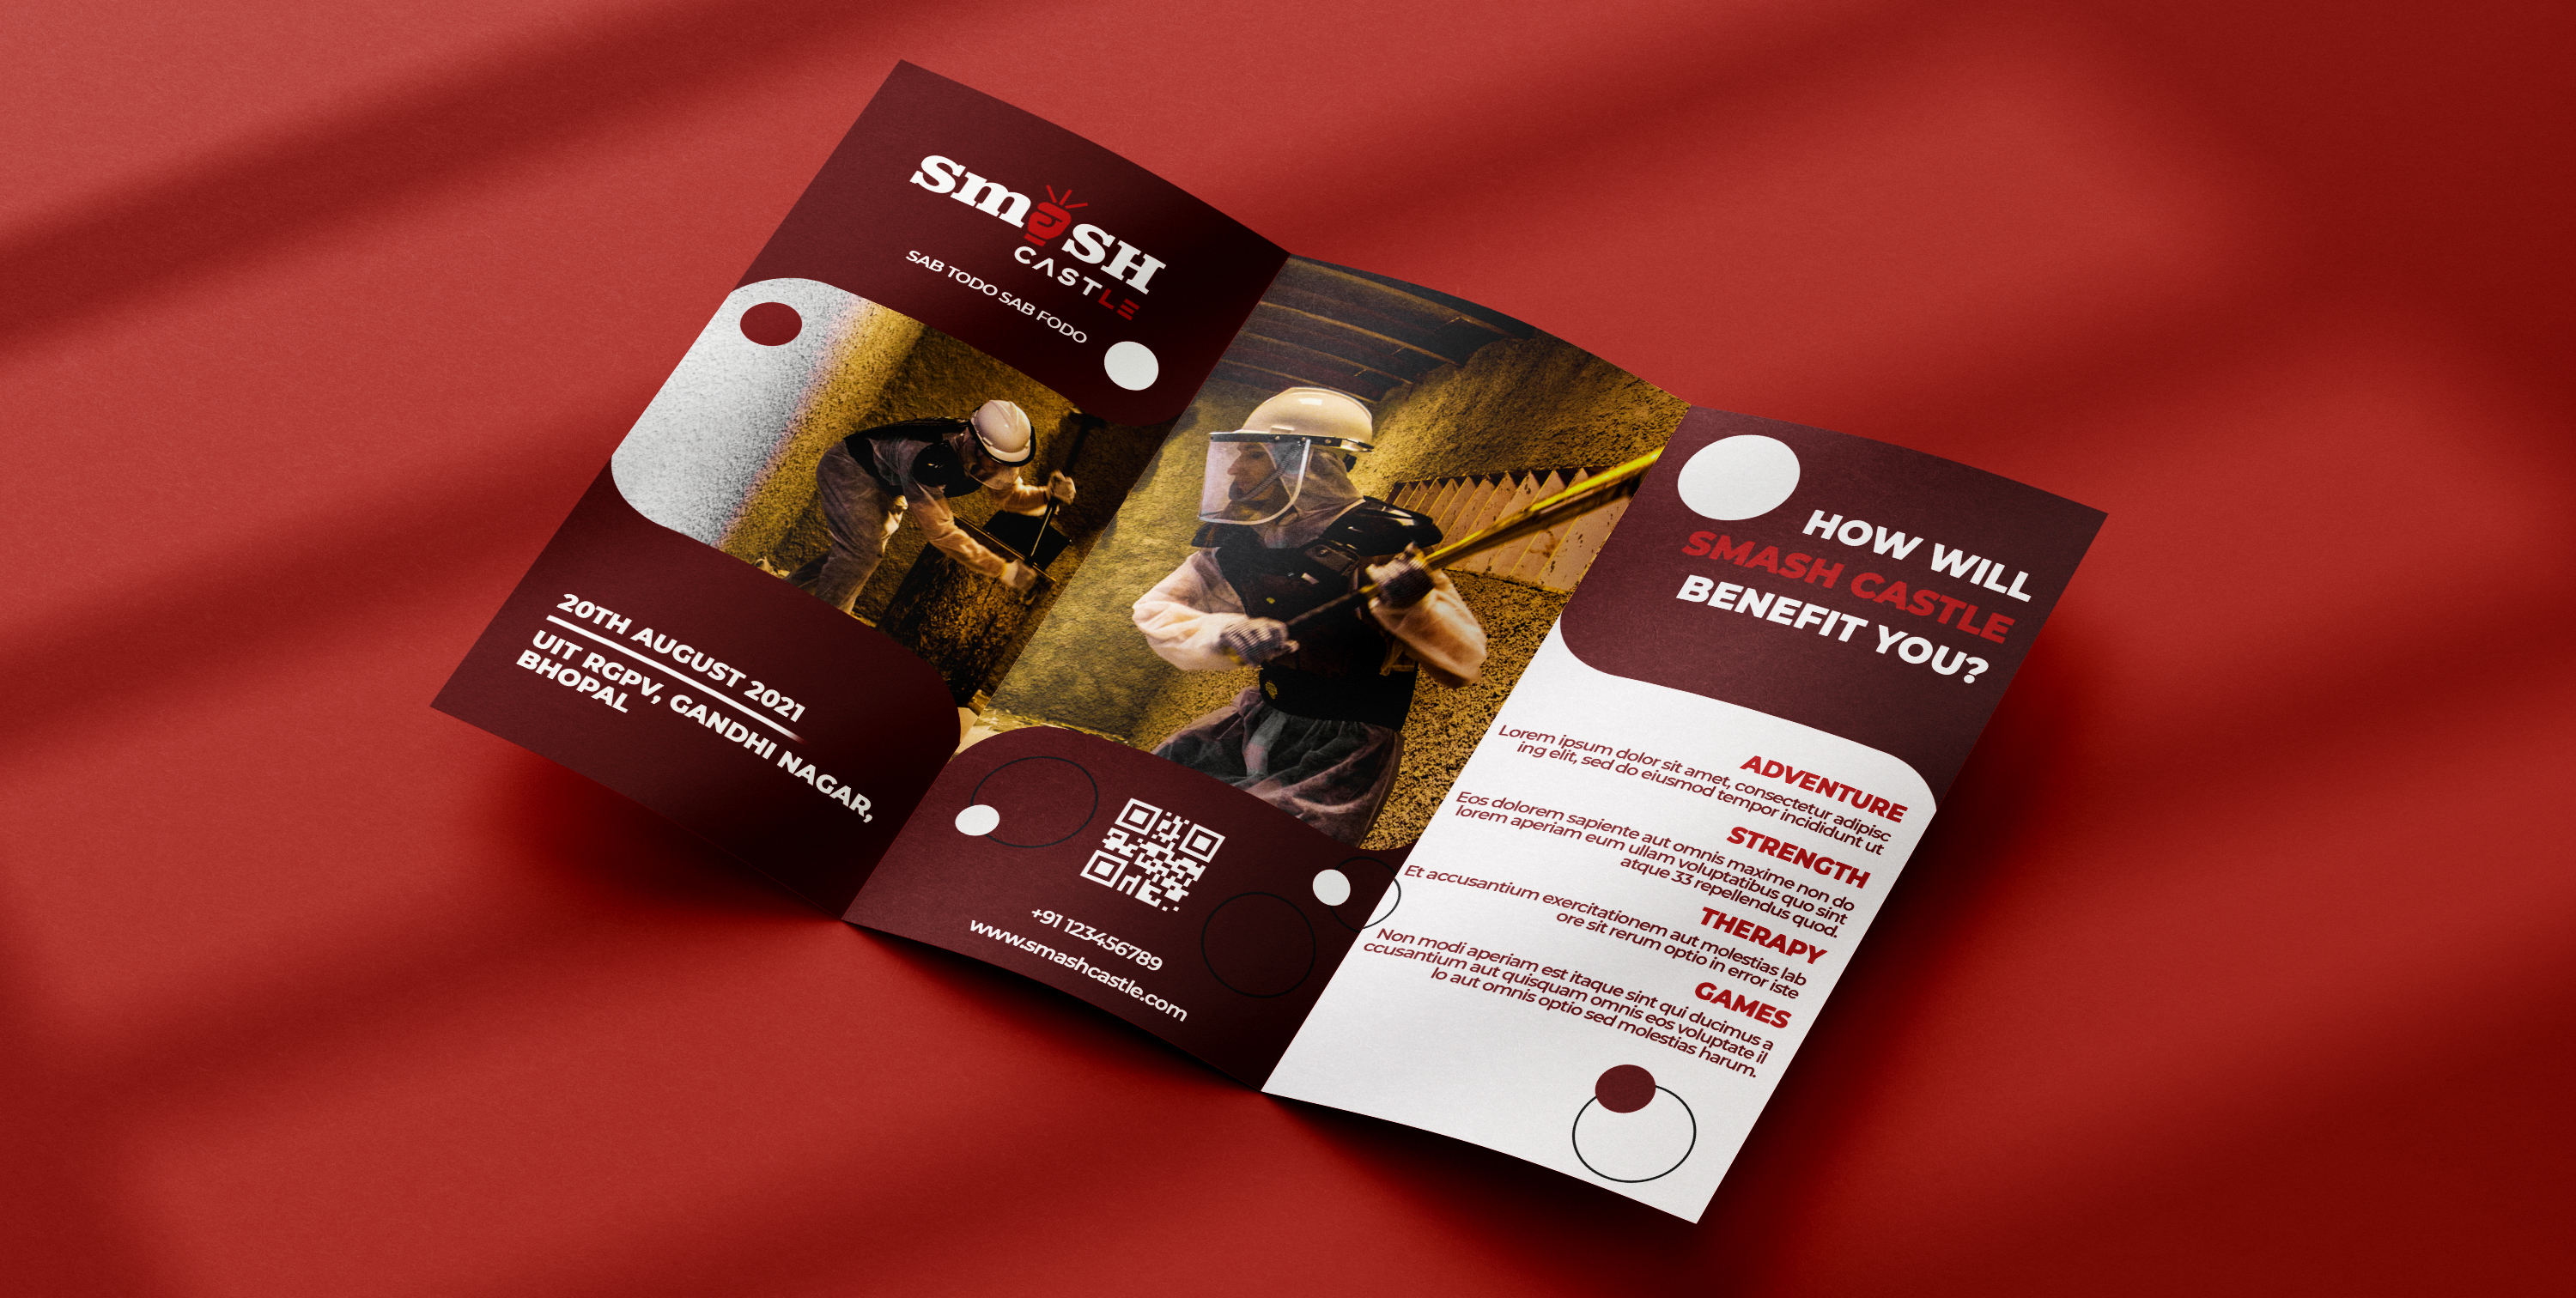 SmASH
CASTLE
SAB TODO SAB FODO
20TH AUGUST 2021
UIT RGPV, GANDHI NAGAR,
BHOPAL
+91 123456789
www.smashcastle.com
HOW WILL
SMASH CASTLE
BENEFIT YOU?
ADVENTURE
Lorem ipsum dolor sit amet, consectetur adipisc
ing elit, sed do eiusmod tempor incididunt ut
STRENGTH
Eos dolorem sapiente aut omnis maxime non do
lorem aperiam eum ullam voluptatibus quo sint
atque 33 repellendus quod.
THERAPY
Et accusantium exercitationem aut molestias lab
ore sit rerum optio in error iste
GAMES
Non modi aperiam est itaque sint qui ducimus a
ccusantium aut quisquam omnis eos voluptate il
lo aut omnis optio sed molestias harum.